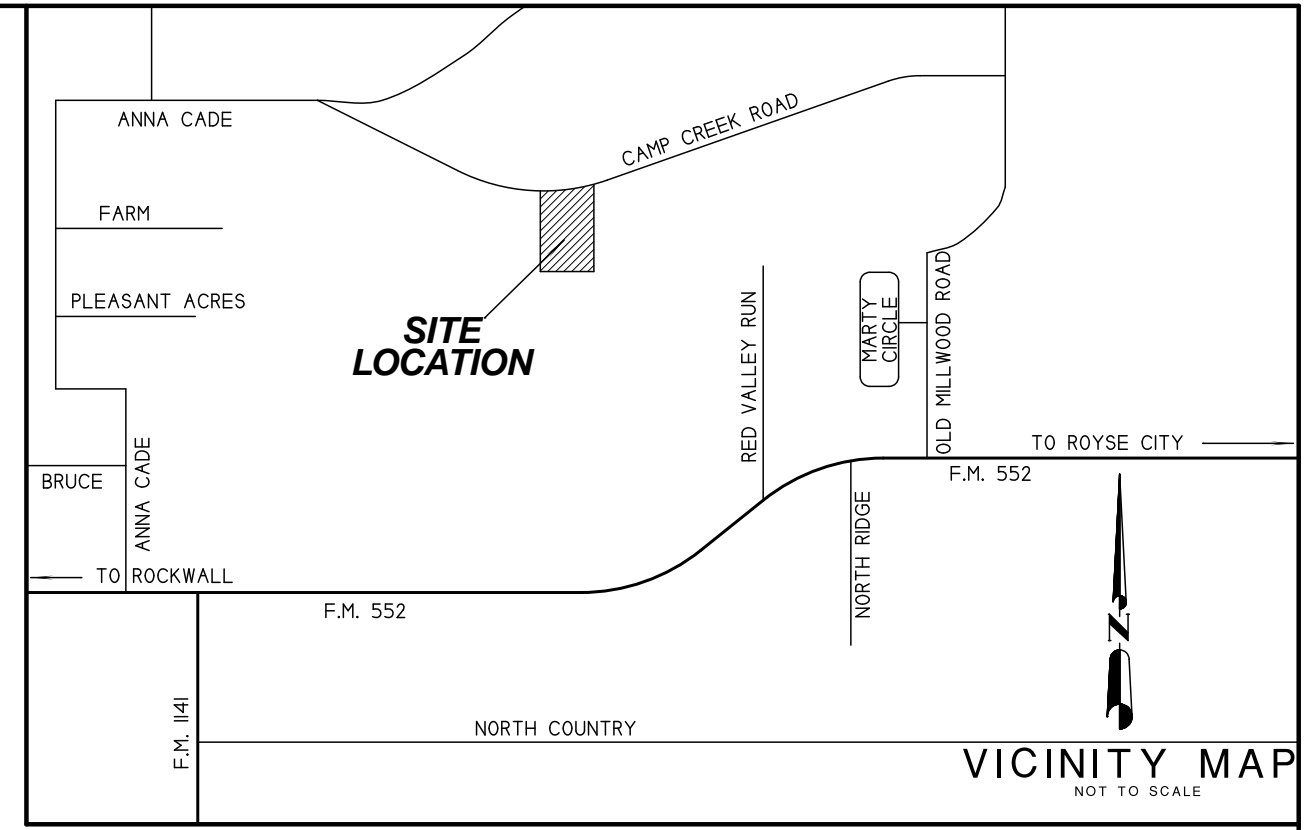 ANNA CADE
CAMP CREEK ROAD
FARM
PLEASANT ACRES
SITE
LOCATION
RED VALLEY RUN
MARTY
CIRCLE
OLD MILLWOOD ROAD
TO ROYSE CITY
F.M. 552
BRUCE
ANNA CADE
TO ROCKWALL
F.M. 552
NORTH RIDGE
N
F.M. 1141
NORTH COUNTRY
VICINITY MAP
NOT TO SCALE